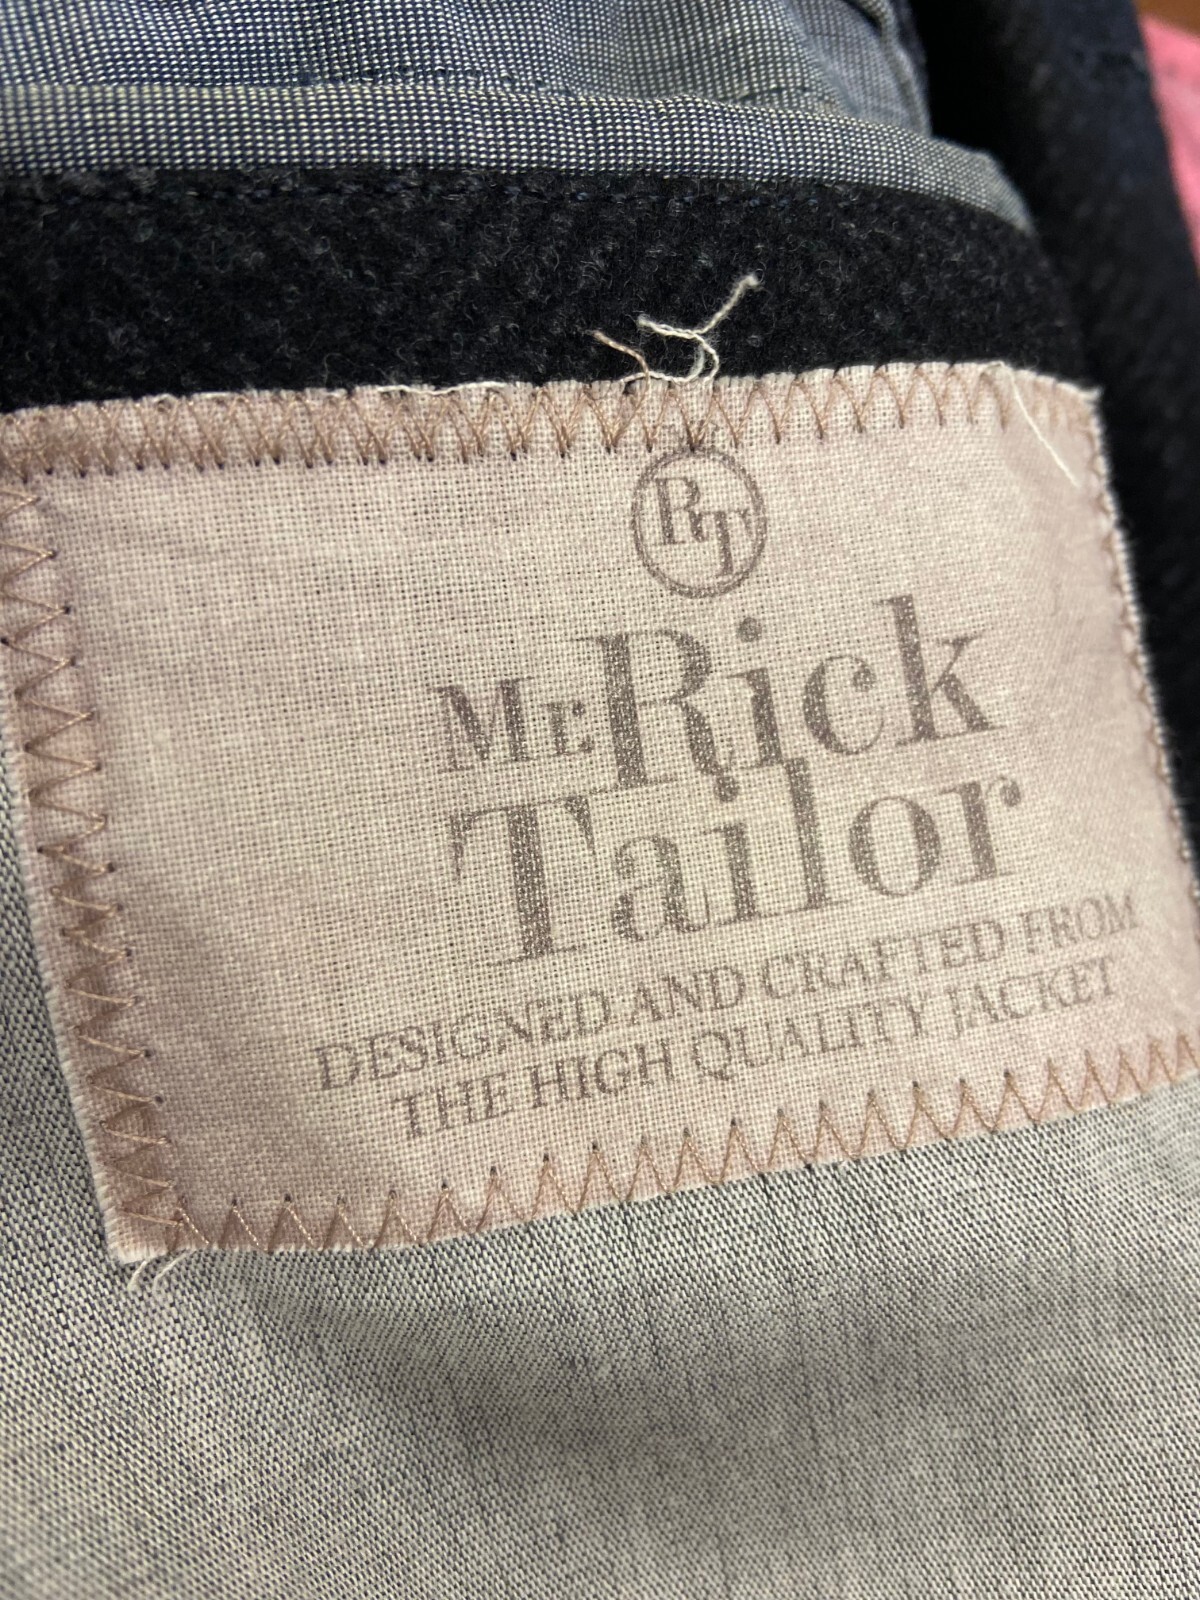 RT
Mr. Rick
Tailor
DESIGNED AND CRAFTED FROM
THE HIGH QUALITY JACKET